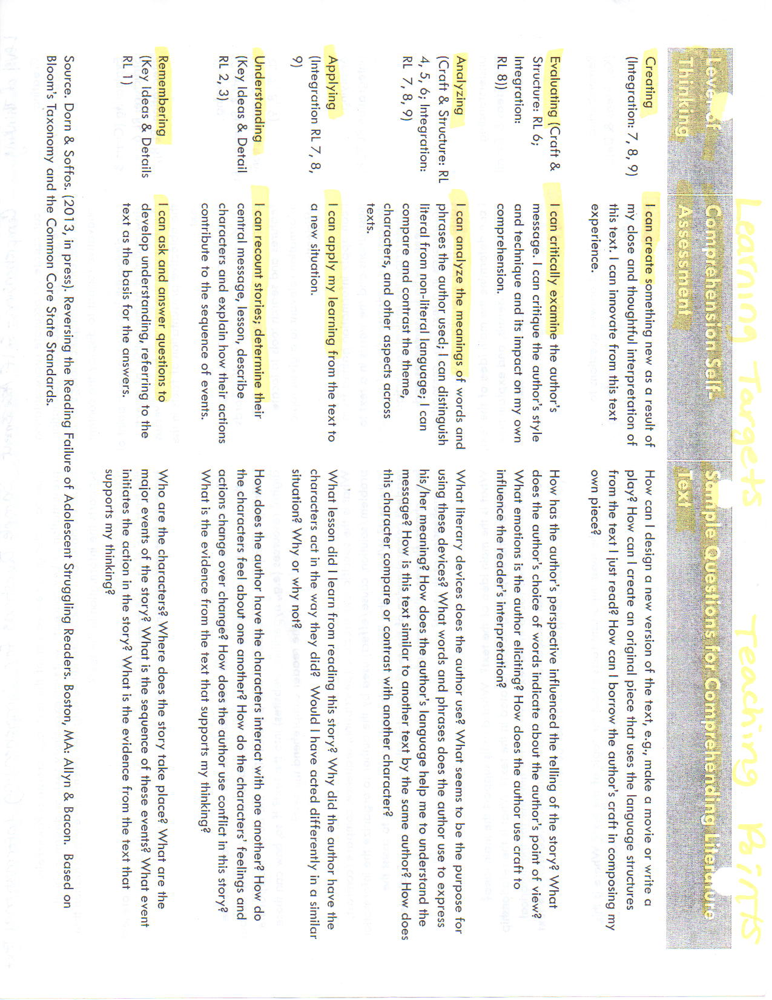 Learning Targets Teaching Points
Level of
Thinking
Comprehension Self-
Assessment
Sample Questions for Comprehending Literature
Text
Creating
(Integration: 7, 8, 9)
I can create something new as a result of
my close and thoughtful interpretation of
this text. I can innovate from this text
experience.
How can I design a new version of the text, e.g., make a movie or write a
play? How can I create an original piece that uses the language structures
from the text I just read? How can I borrow the author's craft in composing my
own piece?
Evaluating (Craft &
Structure: RL 6;
Integration:
RL 8))
I can critically examine the author's
message. I can critique the author's style
and technique and its impact on my own
comprehension.
How has the author's perspective influenced the telling of the story? What
does the author's choice of words indicate about the author's point of view?
What emotions is the author eliciting? How does the author use craft to
influence the reader's interpretation?
Analyzing
(Craft & Structure: RL
4, 5, 6; Integration:
RL 7, 8, 9)
I can analyze the meanings of words and
phrases the author used; I can distinguish
literal from non-literal language; I can
compare and contrast the theme,
characters, and other aspects across
texts.
What literary devices does the author use? What seems to be the purpose for
using these devices? What words and phrases does the author use to express
his/her meaning? How does the author's language help me to understand the
message? How is this text similar to another text by the same author? How does
this character compare or contrast with another character?
Applying
(Integration RL 7, 8,
9)
I can apply my learning from the text to
a new situation.
What lesson did I learn from reading this story? Why did the author have the
characters act in the way they did? Would I have acted differently in a similar
situation? Why or why not?
Understanding
(Key Ideas & Detail
RL 2, 3)
I can recount stories; determine their
central message, lesson, describe
characters and explain how their actions
contribute to the sequence of events.
How does the author have the characters interact with one another? How do
the characters feel about one another? How do the characters' feelings and
actions change over change? How does the author use conflict in this story?
What is the evidence from the text that supports my thinking?
Remembering
(Key Ideas & Details
RL 1)
I can ask and answer questions to
develop understanding, referring to the
text as the basis for the answers.
Who are the characters? Where does the story take place? What are the
major events of the story? What is the sequence of these events? What event
initiates the action in the story? What is the evidence from the text that
supports my thinking?
Source. Dorn & Soffos. (2013, in press). Reversing the Reading Failure of Adolescent Struggling Readers. Boston, MA: Allyn & Bacon. Based on
Bloom's Taxonomy and the Common Core State Standards.